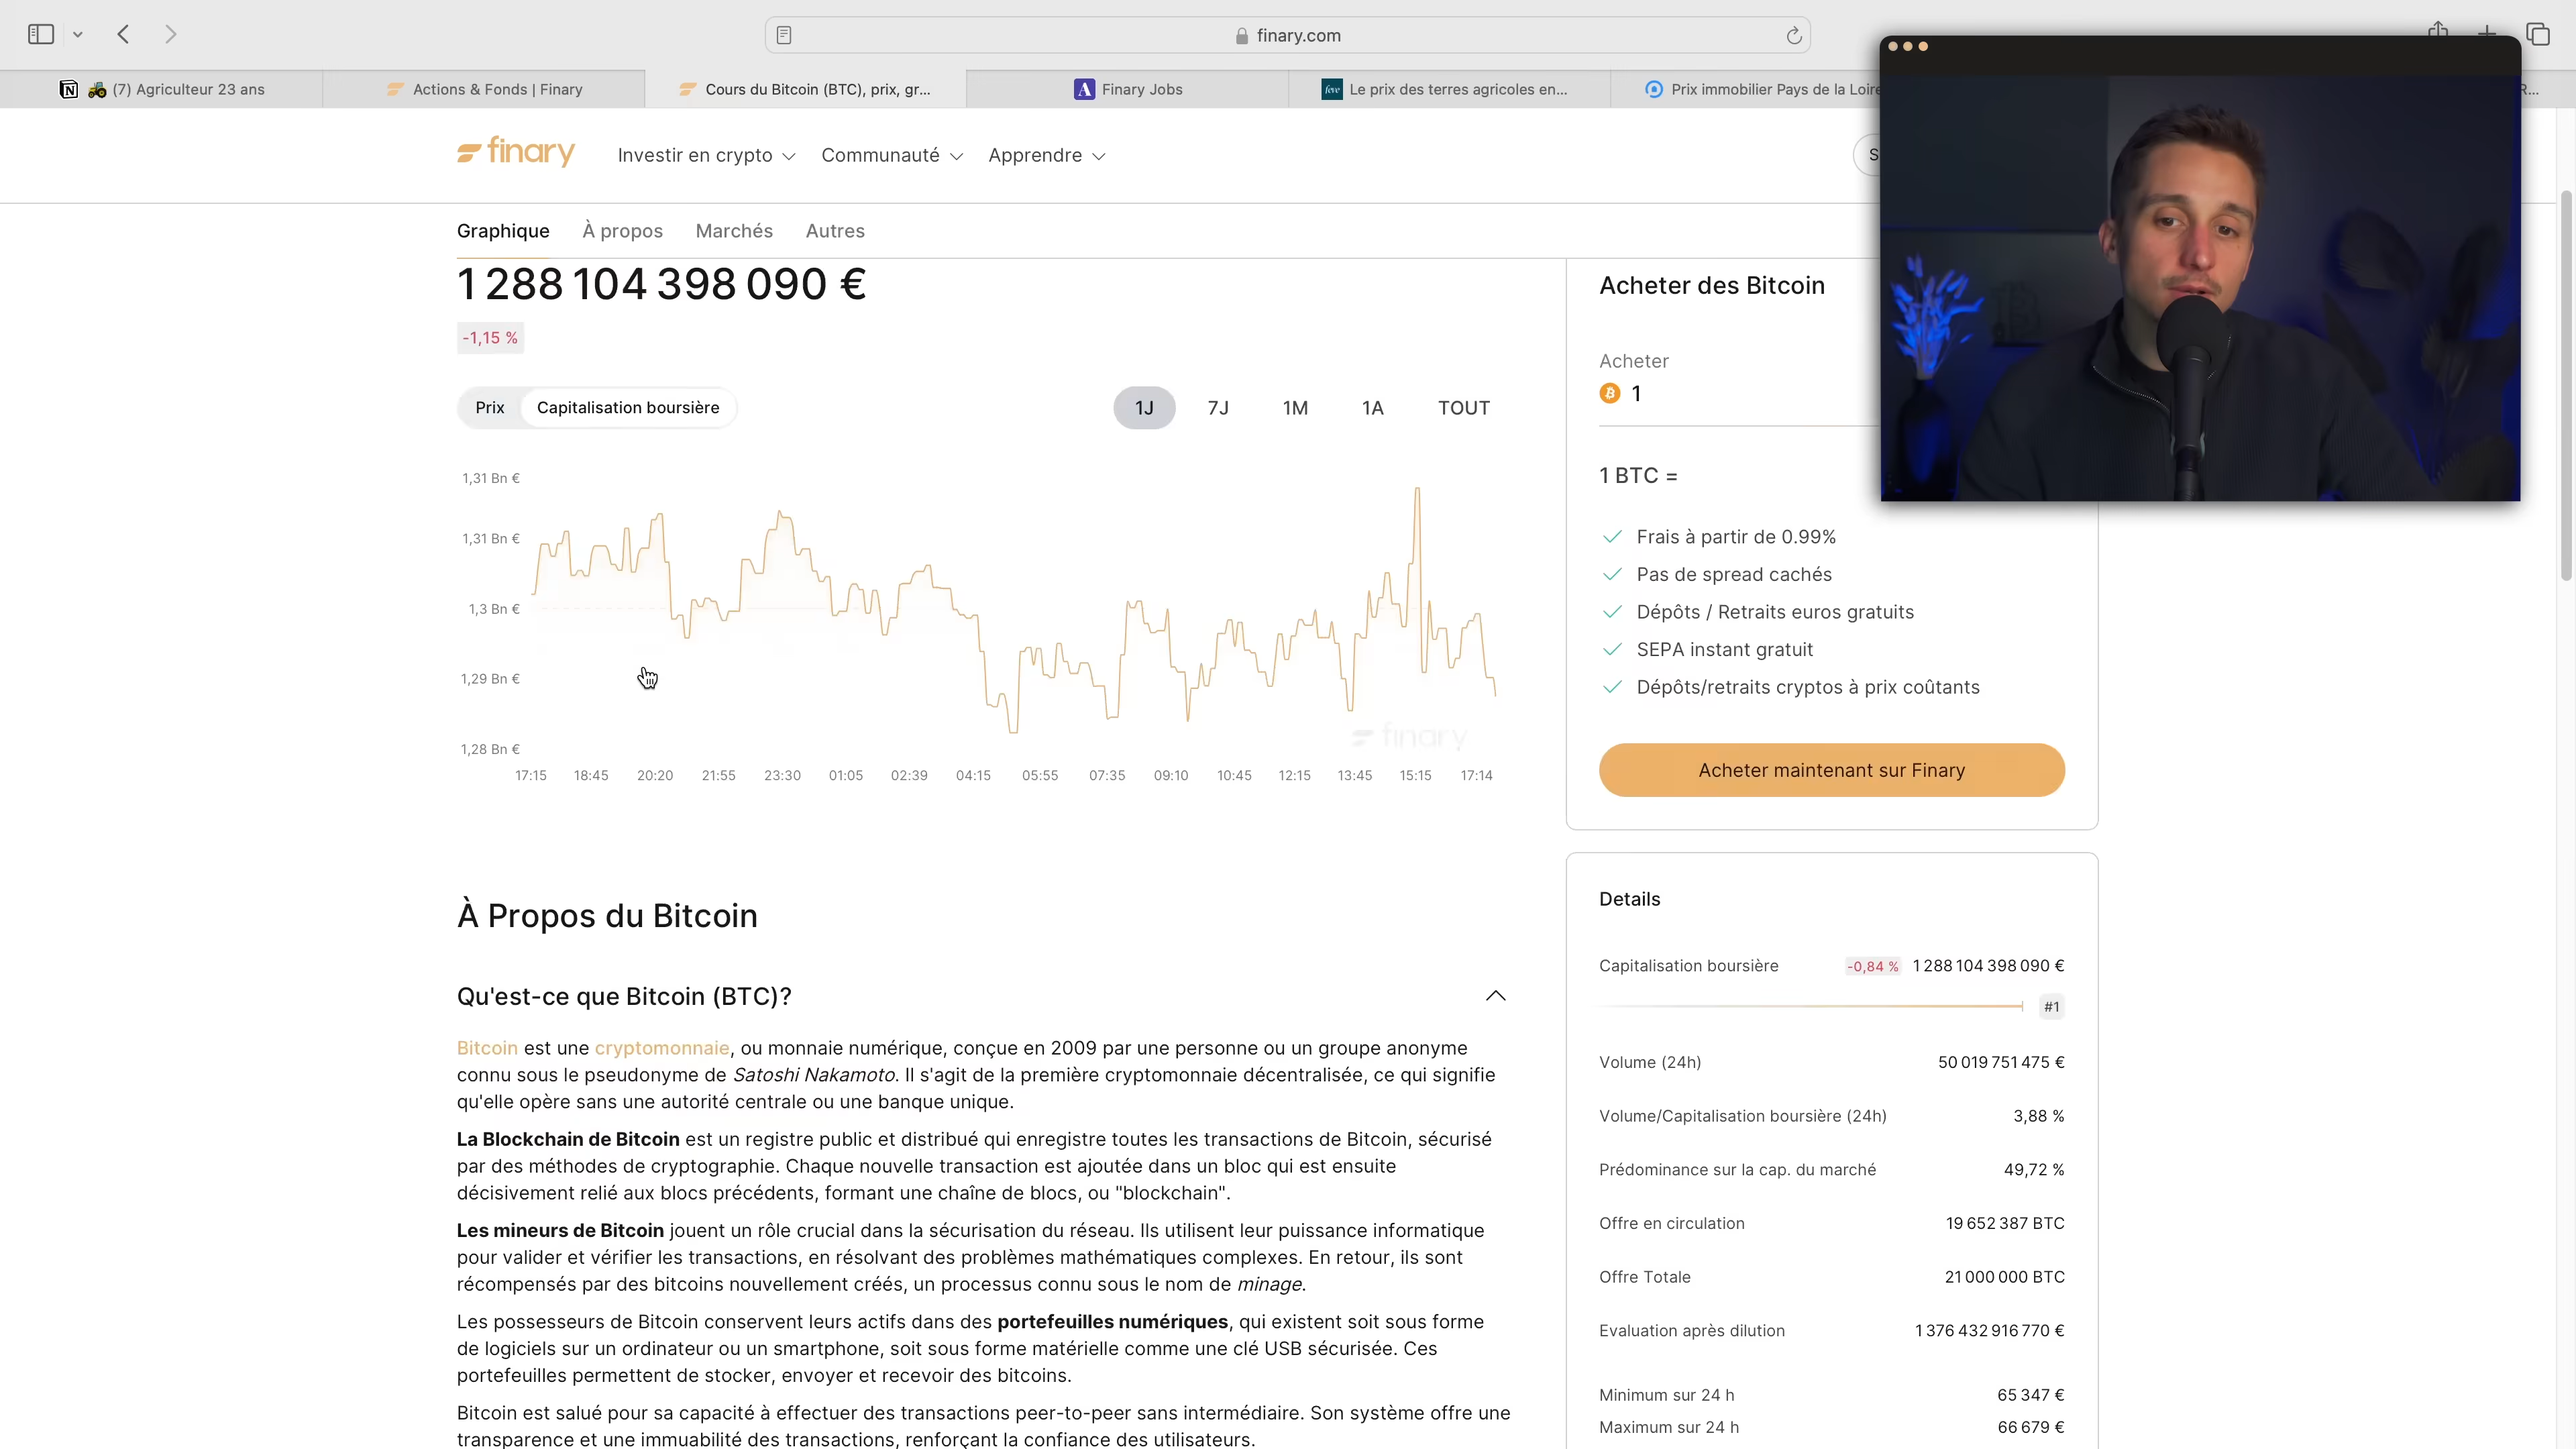 finary.com
(7) Agriculteur 23 ans
Actions & Fonds | Finary
Cours du Bitcoin (BTC), prix, gr...
A Finary Jobs
feve Le prix des terres agricoles en...
Prix immobilier Pays de la Loire
R...
finary
Investir en crypto
Communauté
Apprendre
S
Graphique
À propos
Marchés
Autres
1 288 104 398 090 €
-1,15 %
Prix
Capitalisation boursière
1J
7J
1M
1A
TOUT
1,31 Bn €
1,31 Bn €
1,3 Bn €
1,29 Bn €
1,28 Bn €
finary
17:15
18:45
20:20
21:55
23:30
01:05
02:39
04:15
05:55
07:35
09:10
10:45
12:15
13:45
15:15
17:14
Acheter des Bitcoin
Acheter
1
1 BTC =
Frais à partir de 0.99%
Pas de spread cachés
Dépôts / Retraits euros gratuits
SEPA instant gratuit
Dépôts/retraits cryptos à prix coûtants
Acheter maintenant sur Finary
À Propos du Bitcoin
Qu'est-ce que Bitcoin (BTC)?
Bitcoin est une cryptomonnaie, ou monnaie numérique, conçue en 2009 par une personne ou un groupe anonyme
connu sous le pseudonyme de Satoshi Nakamoto. Il s'agit de la première cryptomonnaie décentralisée, ce qui signifie
qu'elle opère sans une autorité centrale ou une banque unique.
La Blockchain de Bitcoin est un registre public et distribué qui enregistre toutes les transactions de Bitcoin, sécurisé
par des méthodes de cryptographie. Chaque nouvelle transaction est ajoutée dans un bloc qui est ensuite
décisivement relié aux blocs précédents, formant une chaîne de blocs, ou "blockchain".
Les mineurs de Bitcoin jouent un rôle crucial dans la sécurisation du réseau. Ils utilisent leur puissance informatique
pour valider et vérifier les transactions, en résolvant des problèmes mathématiques complexes. En retour, ils sont
récompensés par des bitcoins nouvellement créés, un processus connu sous le nom de minage.
Les possesseurs de Bitcoin conservent leurs actifs dans des portefeuilles numériques, qui existent soit sous forme
de logiciels sur un ordinateur ou un smartphone, soit sous forme matérielle comme une clé USB sécurisée. Ces
portefeuilles permettent de stocker, envoyer et recevoir des bitcoins.
Bitcoin est salué pour sa capacité à effectuer des transactions peer-to-peer sans intermédiaire. Son système offre une
transparence et une immuabilité des transactions, renforçant la confiance des utilisateurs.
Details
Capitalisation boursière -0,84 % 1 288 104 398 090 €
#1
Volume (24h) 50 019 751 475 €
Volume/Capitalisation boursière (24h) 3,88 %
Prédominance sur la cap. du marché 49,72 %
Offre en circulation 19 652 387 BTC
Offre Totale 21 000 000 BTC
Evaluation après dilution 1 376 432 916 770 €
Minimum sur 24 h 65 347 €
Maximum sur 24 h 66 679 €